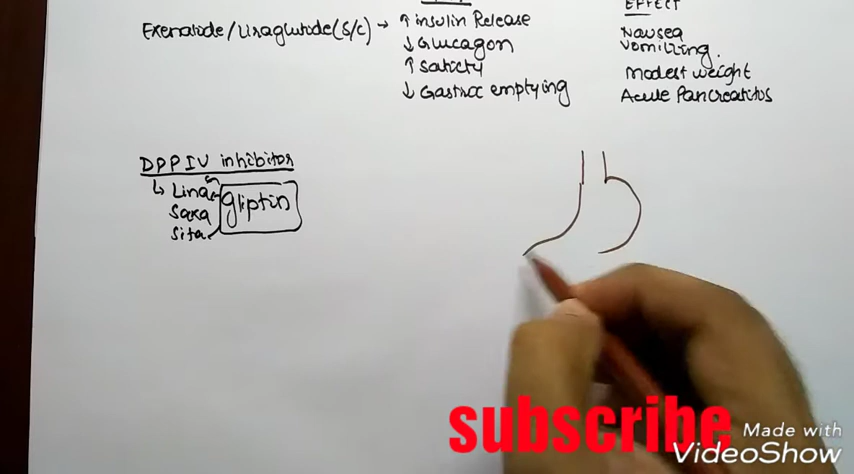 EFFECT
Exenatide/Liraglutide(S/C) → ↑ insulin Release
↓ Glucagon
↑ Satiety
↓ Gastric emptying
Nausea
Vomitting.
Modest weight
Acute Pancreatitis
DPP IV inhibitor
↳ Lina
Saxa
Sita
gliptin
subscribe
Made with
VideoShow